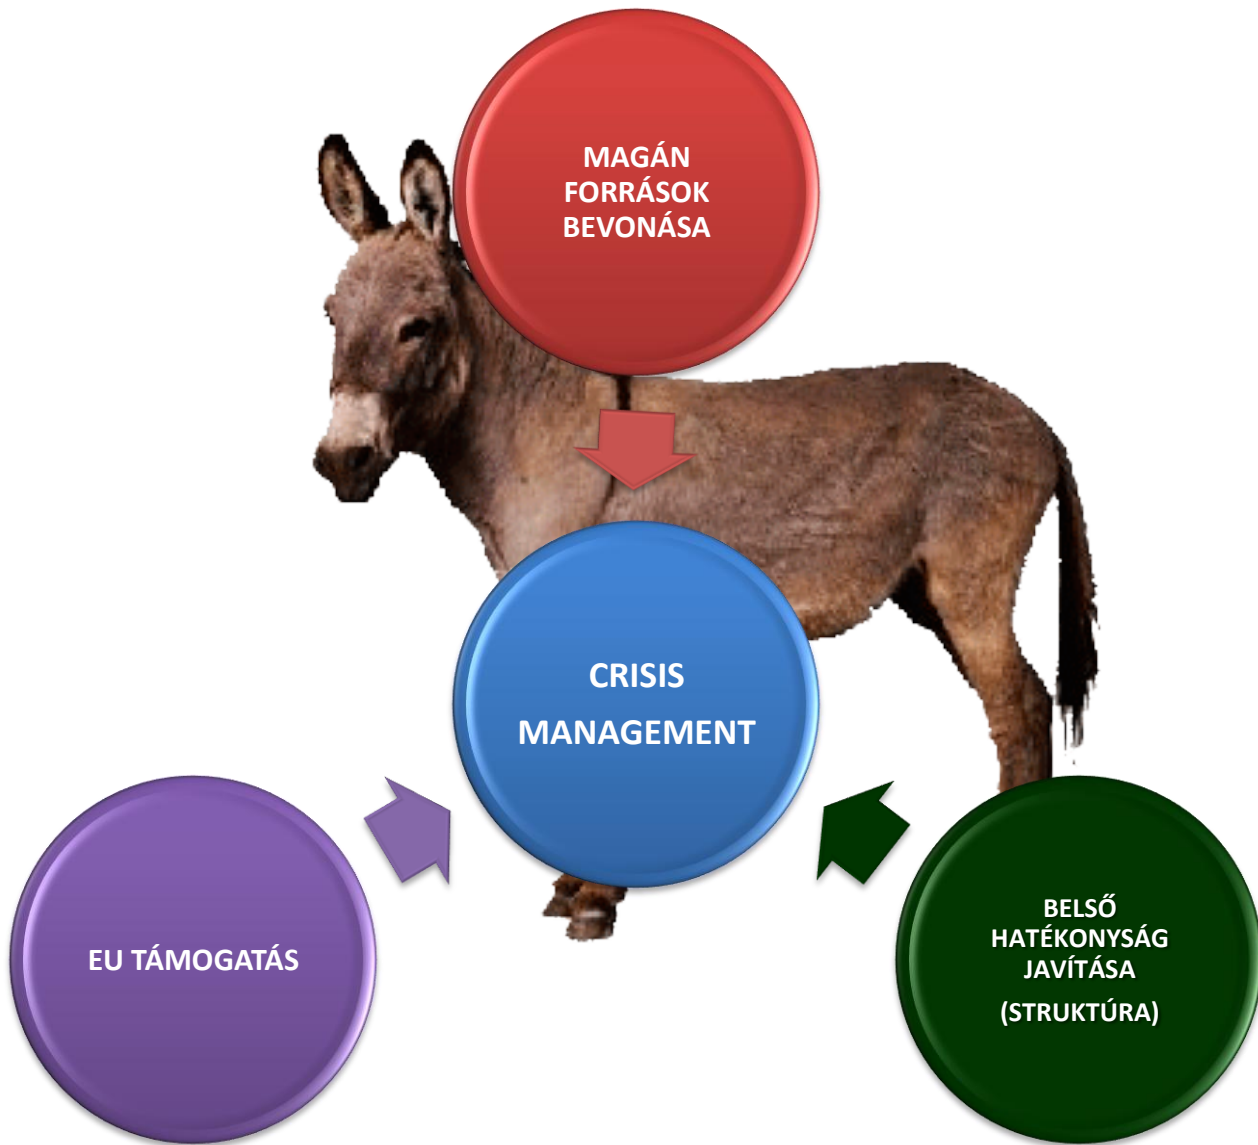 MAGÁN
FORRÁSOK
BEVONÁSA
CRISIS
MANAGEMENT
EU TÁMOGATÁS
BELSŐ
HATÉKONYSÁG
JAVÍTÁSA
(STRUKTÚRA)